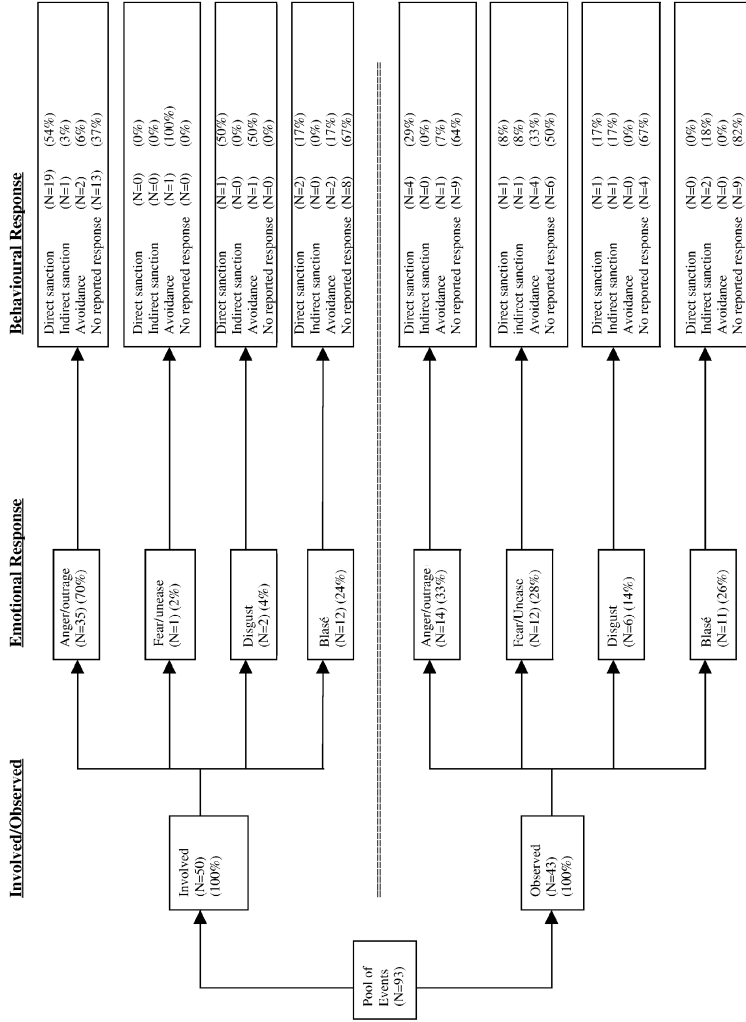 Involved/Observed
Emotional Response
Behavioural Response
Pool of
Events
(N=93)
Involved
(N=50)
(100%)
Anger/outrage
(N=35) (70%)
Direct sanction (N=19) (54%)
Indirect sanction (N=1) (3%)
Avoidance (N=2) (6%)
No reported response (N=13) (37%)
Fear/unease
(N=1) (2%)
Direct sanction (N=0) (0%)
Indirect sanction (N=0) (0%)
Avoidance (N=1) (100%)
No reported response (N=0) (0%)
Disgust
(N=2) (4%)
Direct sanction (N=1) (50%)
Indirect sanction (N=0) (0%)
Avoidance (N=1) (50%)
No reported response (N=0) (0%)
Blasé
(N=12) (24%)
Direct sanction (N=2) (17%)
Indirect sanction (N=0) (0%)
Avoidance (N=2) (17%)
No reported response (N=8) (67%)
Observed
(N=43)
(100%)
Anger/outrage
(N=14) (33%)
Direct sanction (N=4) (29%)
Indirect sanction (N=0) (0%)
Avoidance (N=1) (7%)
No reported response (N=9) (64%)
Fear/Unease
(N=12) (28%)
Direct sanction (N=1) (8%)
indirect sanction (N=1) (8%)
Avoidance (N=4) (33%)
No reported response (N=6) (50%)
Disgust
(N=6) (14%)
Direct sanction (N=1) (17%)
Indirect sanction (N=1) (17%)
Avoidance (N=0) (0%)
No reported response (N=4) (67%)
Blasé
(N=11) (26%)
Direct sanction (N=0) (0%)
Indirect sanction (N=2) (18%)
Avoidance (N=0) (0%)
No reported response (N=9) (82%)